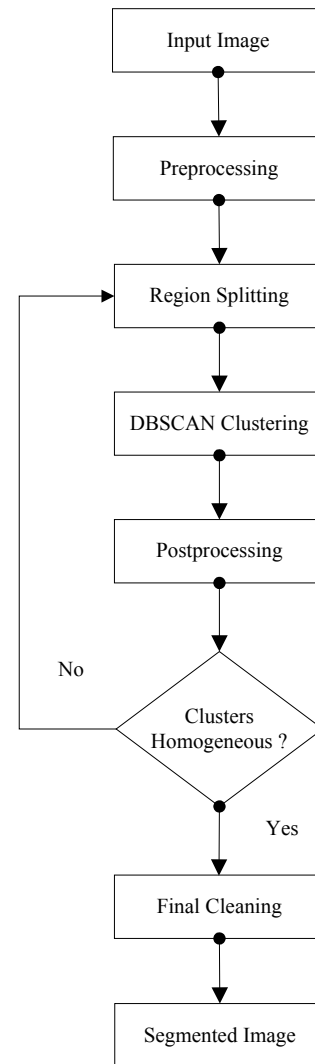 Input Image
Preprocessing
Region Splitting
DBSCAN Clustering
Postprocessing
No
Clusters
Homogeneous ?
Yes
Final Cleaning
Segmented Image